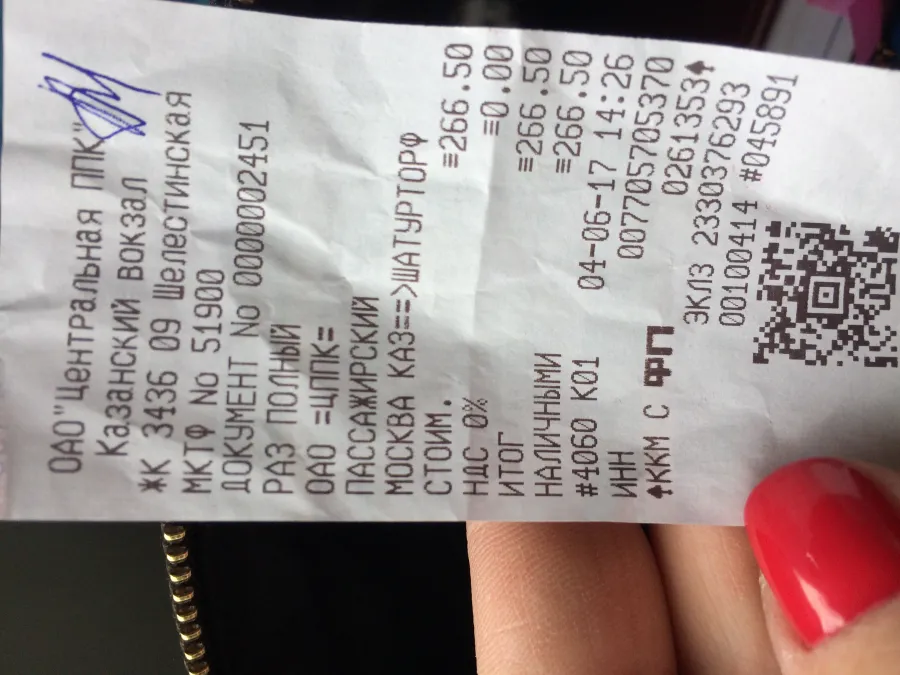 ОАО"Центральная ППК"
Казанский вокзал
ЖК 3436 09 Шелестинская
МКТФ No 51900
ДОКУМЕНТ No 0000002451
РАЗ ПОЛНЫЙ
ОАО =ЦППК=
ПАССАЖИРСКИЙ
МОСКВА КАЗ==>ШАТУРТОРФ
СТОИМ. ≡266.50
НДС 0% ≡0.00
ИТОГ ≡266.50
НАЛИЧНЫМИ ≡266.50
#4060 К01 04-06-17 14:26
ИНН 007705705370
↑ККМ С ФП 0261353↑
ЭКЛЗ 2330376293
00100414 #045891